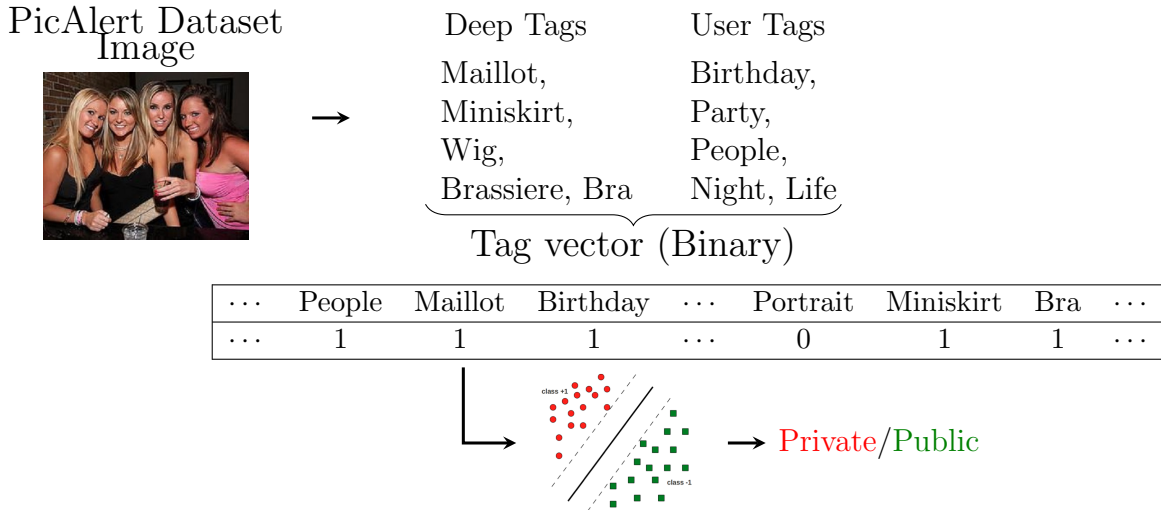 PicAlert Dataset
Image
Deep Tags
User Tags
Maillot,
Miniskirt,
Wig,
Brassiere, Bra
Birthday,
Party,
People,
Night, Life
Tag vector (Binary)
··· People Maillot Birthday ··· Portrait Miniskirt Bra ···
··· 1 1 1 ··· 0 1 1 ···
class +1
class -1
Private/Public